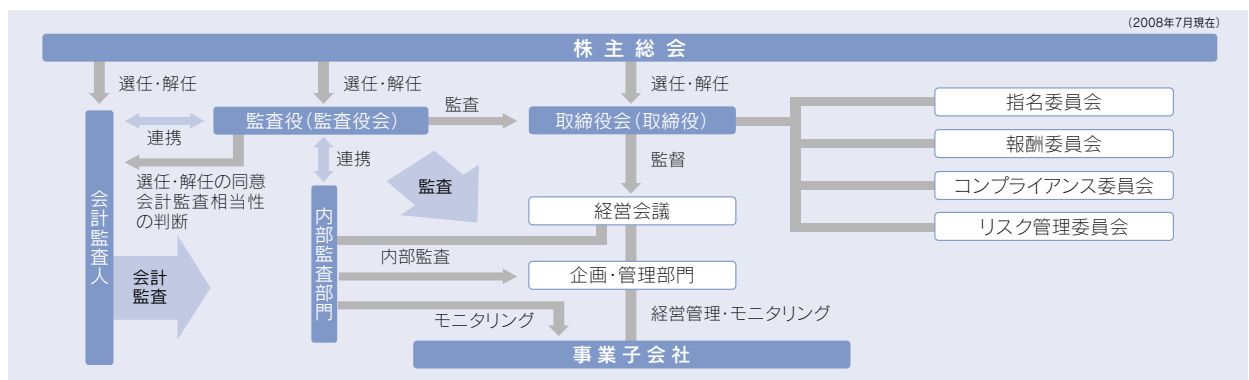 (2008年7月現在)
株主総会
選任・解任
選任・解任
選任・解任
監査役(監査役会)
監査
取締役会(取締役)
連携
連携
監督
指名委員会
報酬委員会
コンプライアンス委員会
リスク管理委員会
選任・解任の同意
会計監査相当性
の判断
監査
会計監査人
内部監査部門
経営会議
内部監査
企画・管理部門
会計
監査
モニタリング
経営管理・モニタリング
事業子会社